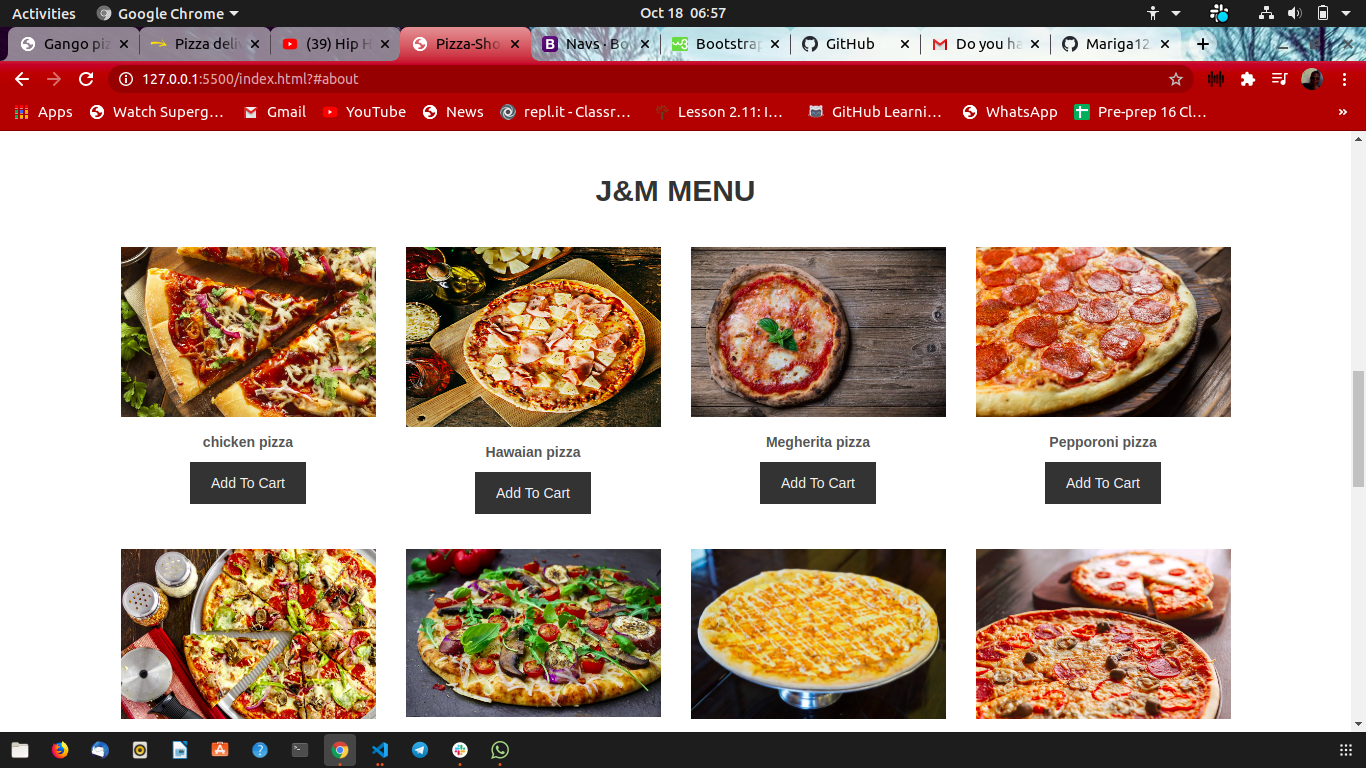 Activities
Google Chrome
Oct 18 06:57
Gango piz
Pizza deliv
(39) Hip H
Pizza-Sho
Navs · Bo
Bootstrap
GitHub
Do you ha
Mariga12
127.0.0.1:5500/index.html?#about
Apps
Watch Superg…
Gmail
YouTube
News
repl.it - Classr…
Lesson 2.11: I…
GitHub Learni…
WhatsApp
Pre-prep 16 Cl…
»
J&M MENU
chicken pizza
Add To Cart
Hawaian pizza
Add To Cart
Megherita pizza
Add To Cart
Pepporoni pizza
Add To Cart